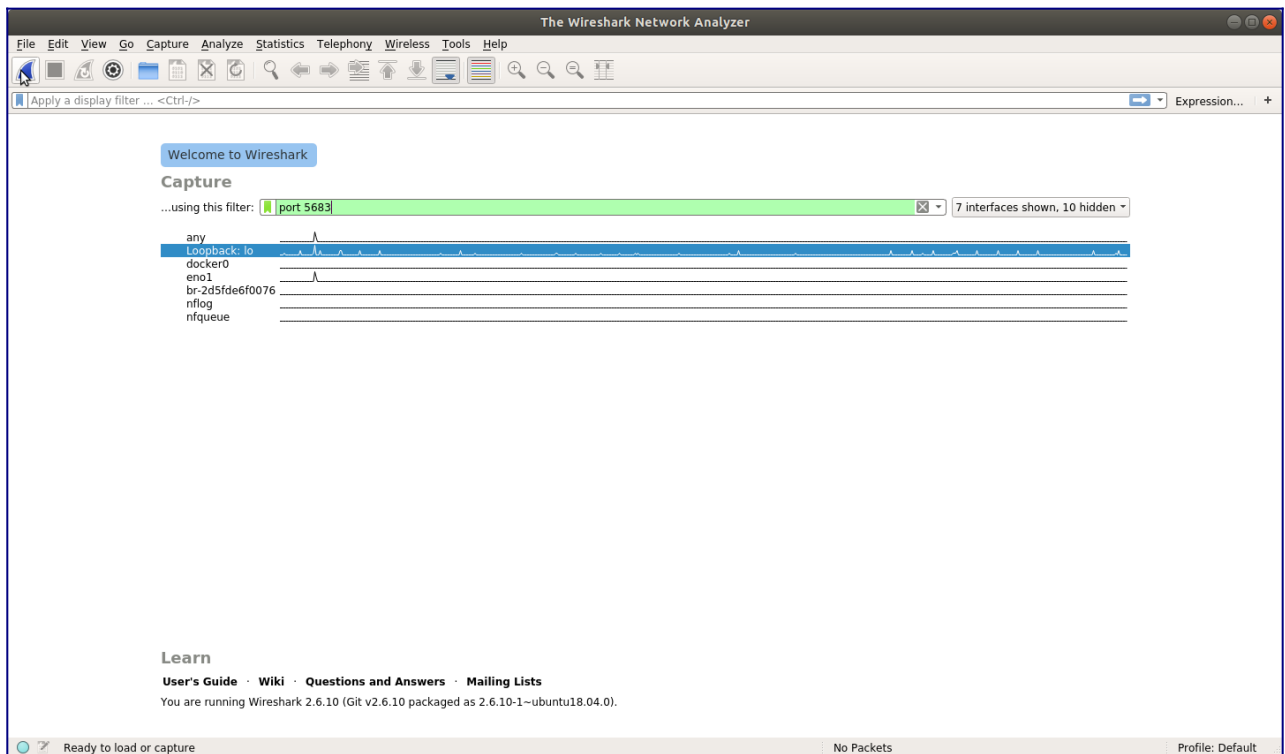 The Wireshark Network Analyzer
File Edit View Go Capture Analyze Statistics Telephony Wireless Tools Help
Apply a display filter ... <Ctrl-/> Expression... +
Welcome to Wireshark
Capture
...using this filter: port 5683 7 interfaces shown, 10 hidden
any
Loopback: lo
docker0
eno1
br-2d5fde6f0076
nflog
nfqueue
Learn
User's Guide · Wiki · Questions and Answers · Mailing Lists
You are running Wireshark 2.6.10 (Git v2.6.10 packaged as 2.6.10-1~ubuntu18.04.0).
Ready to load or capture No Packets Profile: Default